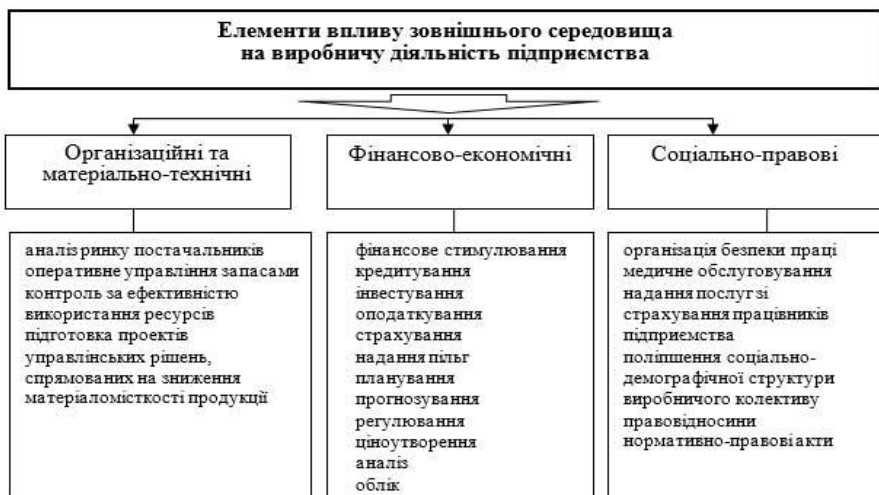 Елементи впливу зовнішнього середовища
на виробничу діяльність підприємства
Організаційні та
матеріально-технічні
Фінансово-економічні
Соціально-правові
аналіз ринку постачальників
оперативне управління запасами
контроль за ефективністю
використання ресурсів
підготовка проектів
управлінських рішень,
спрямованих на зниження
матеріаломісткості продукції
фінансове стимулювання
кредитування
інвестування
оподаткування
страхування
надання пільг
планування
прогнозування
регулювання
ціноутворення
аналіз
облік
організація безпеки праці
медичне обслуговування
надання послуг зі
страхування працівників
підприємства
поліпшення соціально-
демографічної структури
виробничого колективу
правовідносини
нормативно-правові акти